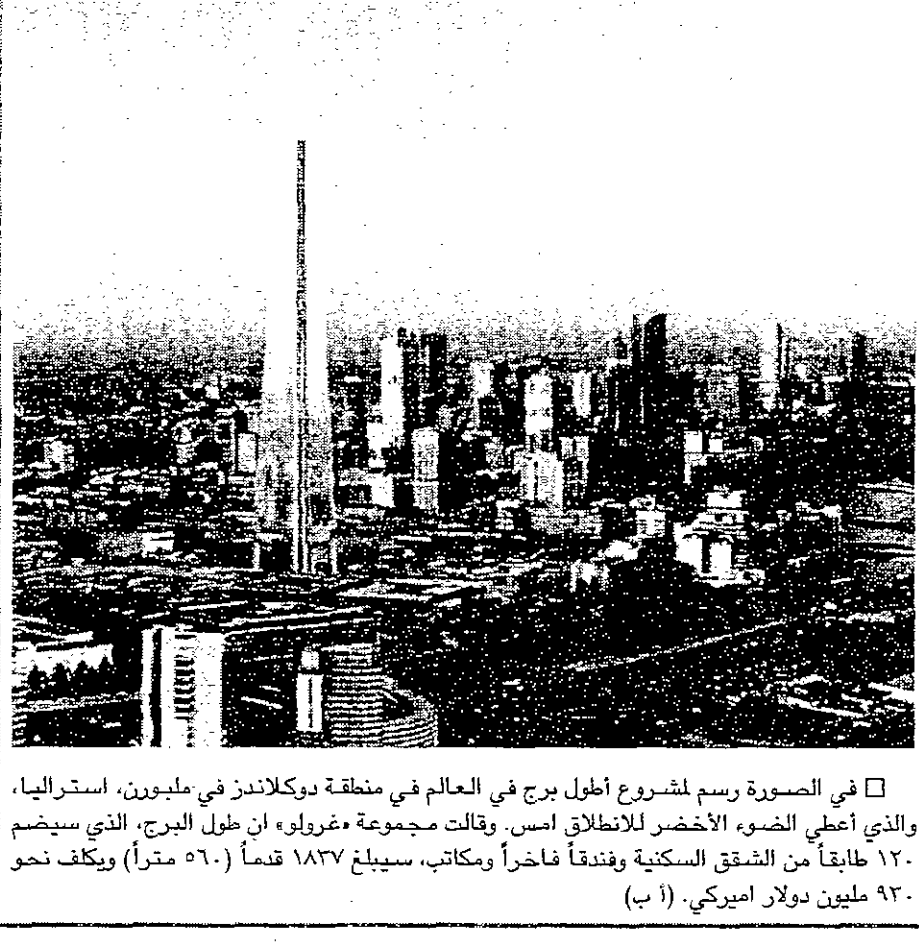 □ في الصورة رسم لمشروع أطول برج في العالم في منطقة دوكلاندز في ملبورن، استراليا،
والذي أعطي الضوء الأخضر للانطلاق امس. وقالت مجموعة «غرولو» ان طول البرج، الذي سيضم
١٢٠ طابقاً من الشقق السكنية وفندقاً فاخراً ومكاتب، سيبلغ ١٨٣٧ قدماً (٥٦٠ متراً) ويكلف نحو
٩٣٠ مليون دولار اميركي. (أ ب)